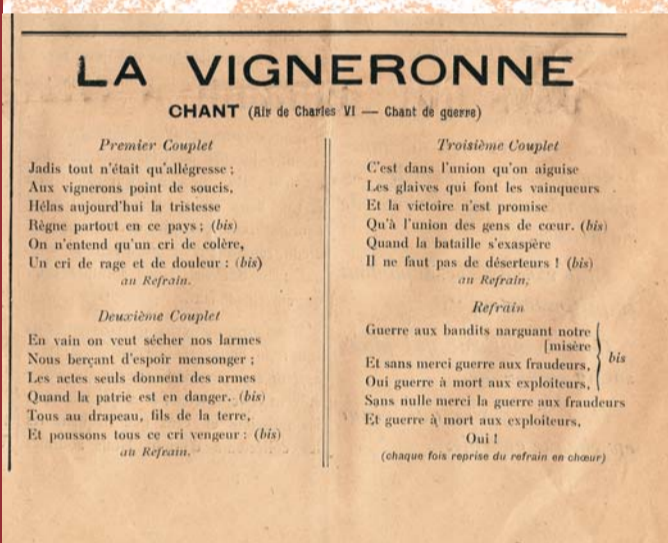 LA VIGNERONNE
CHANT (Air de Charles VI — Chant de guerre)
Premier Couplet
Jadis tout n'était qu'allégresse ;
Aux vignerons point de soucis,
Hélas aujourd'hui la tristesse
Règne partout en ce pays ; (bis)
On n'entend qu'un cri de colère,
Un cri de rage et de douleur : (bis)
au Refrain.
Deuxième Couplet
En vain on veut sécher nos larmes
Nous berçant d'espoir mensonger ;
Les actes seuls donnent des armes
Quand la patrie est en danger. (bis)
Tous au drapeau, fils de la terre,
Et poussons tous ce cri vengeur : (bis)
au Refrain.
Troisième Couplet
C'est dans l'union qu'on aiguise
Les glaives qui font les vainqueurs
Et la victoire n'est promise
Qu'à l'union des gens de cœur. (bis)
Quand la bataille s'exaspère
Il ne faut pas de déserteurs ! (bis)
au Refrain,
Refrain
Guerre aux bandits narguant notre
[misère
Et sans merci guerre aux fraudeurs,
bis
Oui guerre à mort aux exploiteurs,
Sans nulle merci la guerre aux fraudeurs
Et guerre à mort aux exploiteurs,
Oui !
(chaque fois reprise du refrain en chœur)